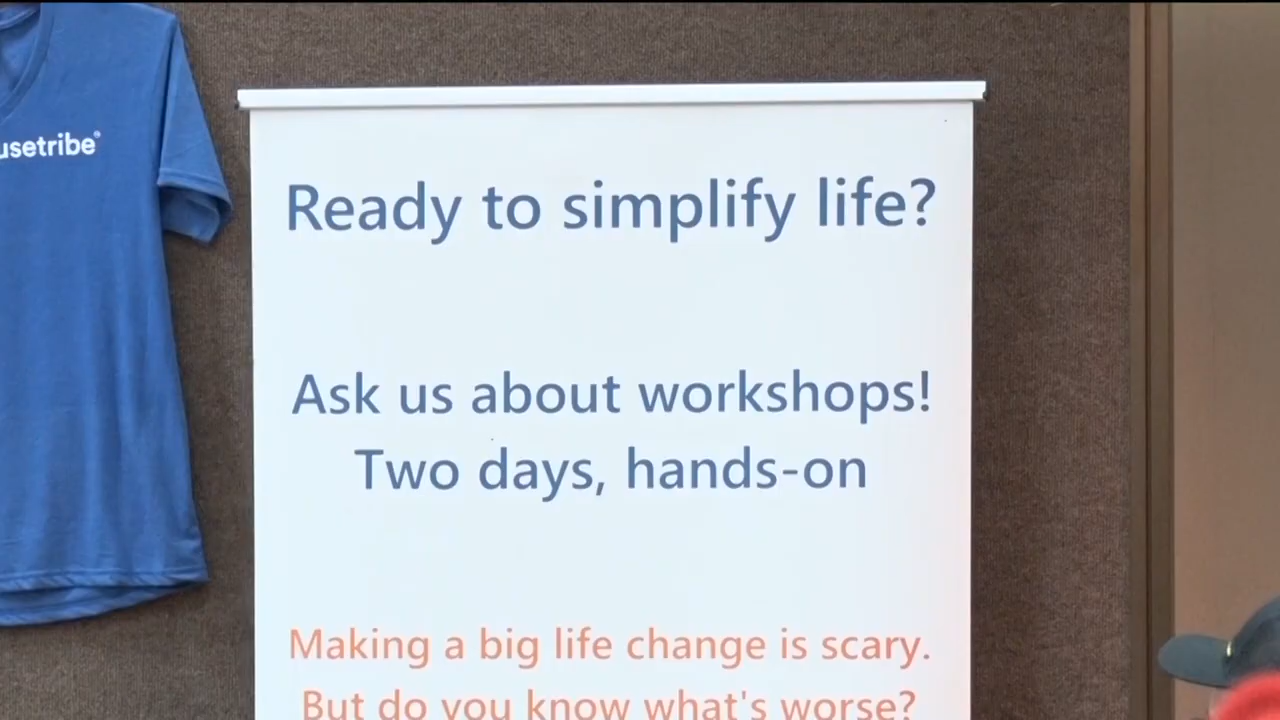 usetribe®
Ready to simplify life?
Ask us about workshops!
Two days, hands-on
Making a big life change is scary.
But do you know what's worse?